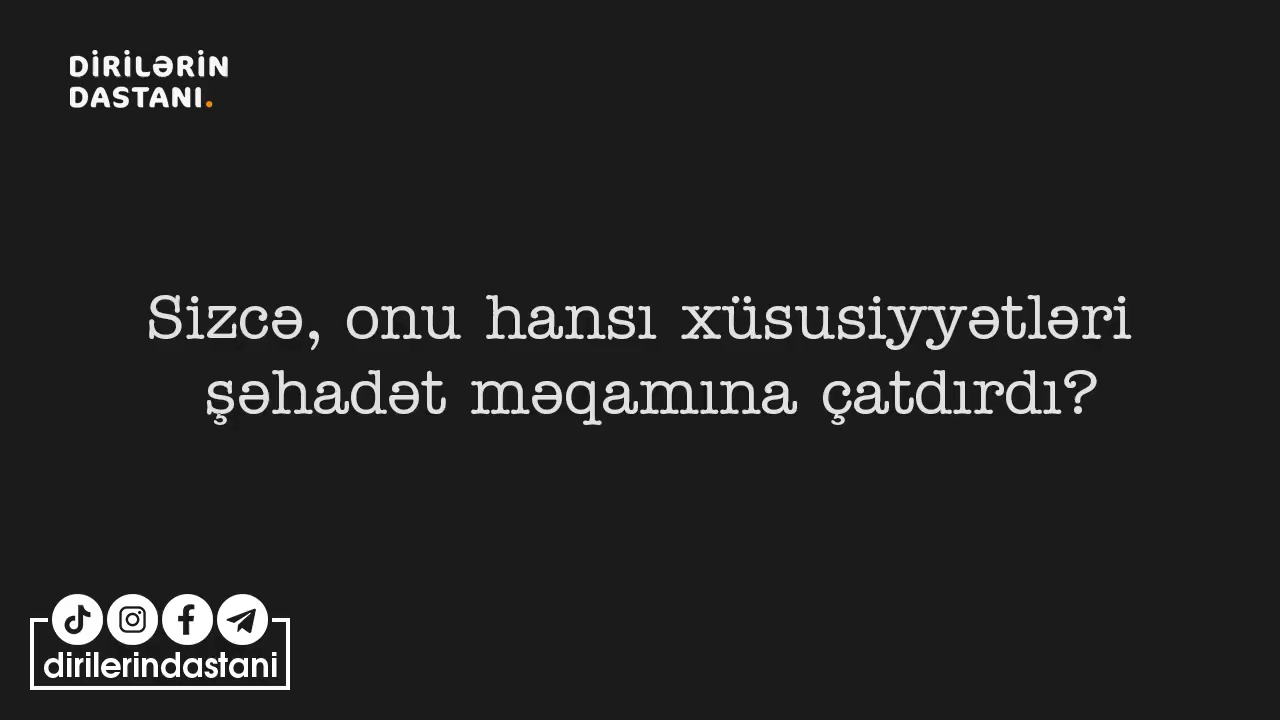 DİRİLƏRİN
DASTANI.
Sizcə, onu hansı xüsusiyyətləri
şəhadət məqamına çatdırdı?
dirilerindastani